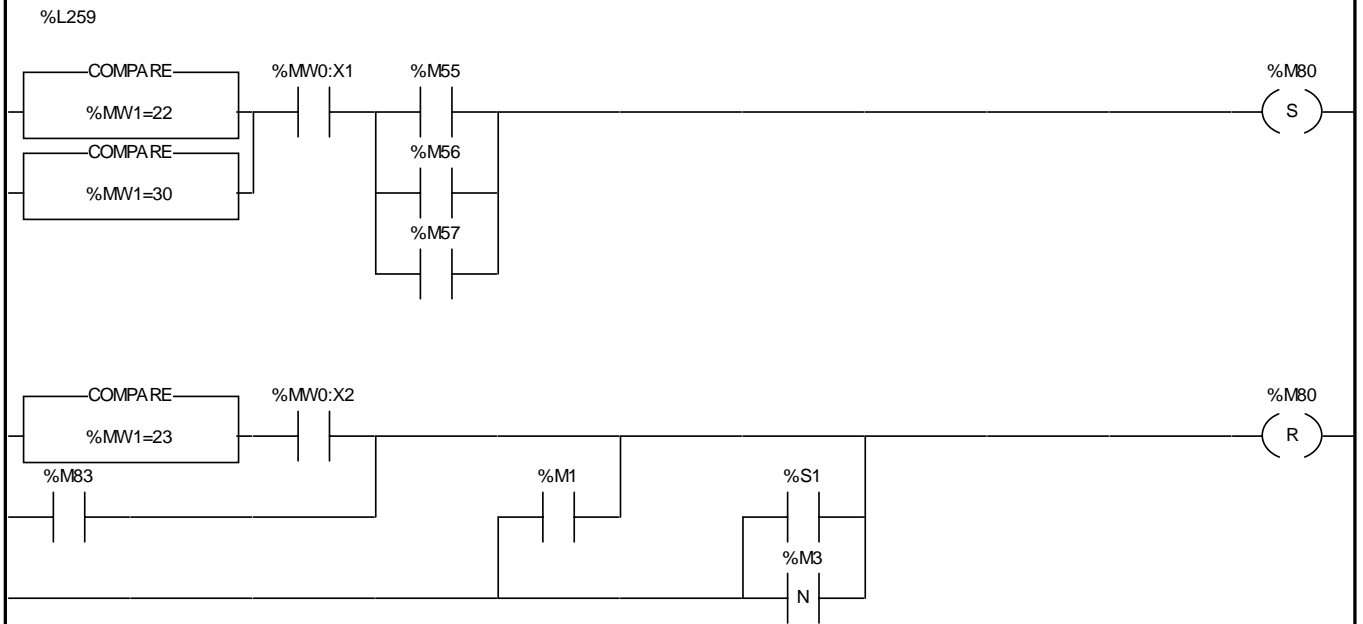 %L259
COMPARE %MW0:X1 %M55 %M80
%MW1=22 S
COMPARE %M56
%MW1=30
%M57
COMPARE %MW0:X2 %M80
%MW1=23 R
%M83 %M1 %S1
%M3
N